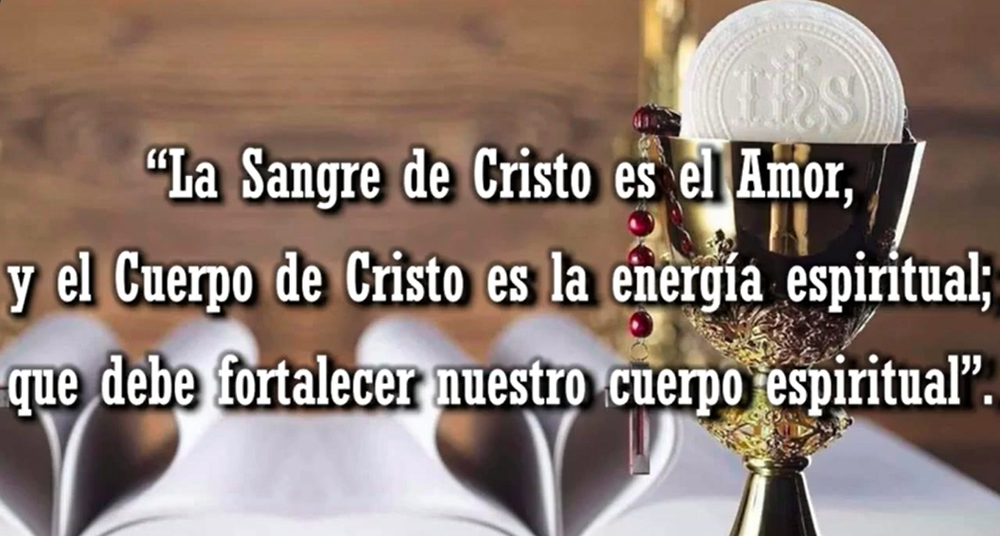 IHS
“La Sangre de Cristo es el Amor,
y el Cuerpo de Cristo es la energía espiritual;
que debe fortalecer nuestro cuerpo espiritual”.